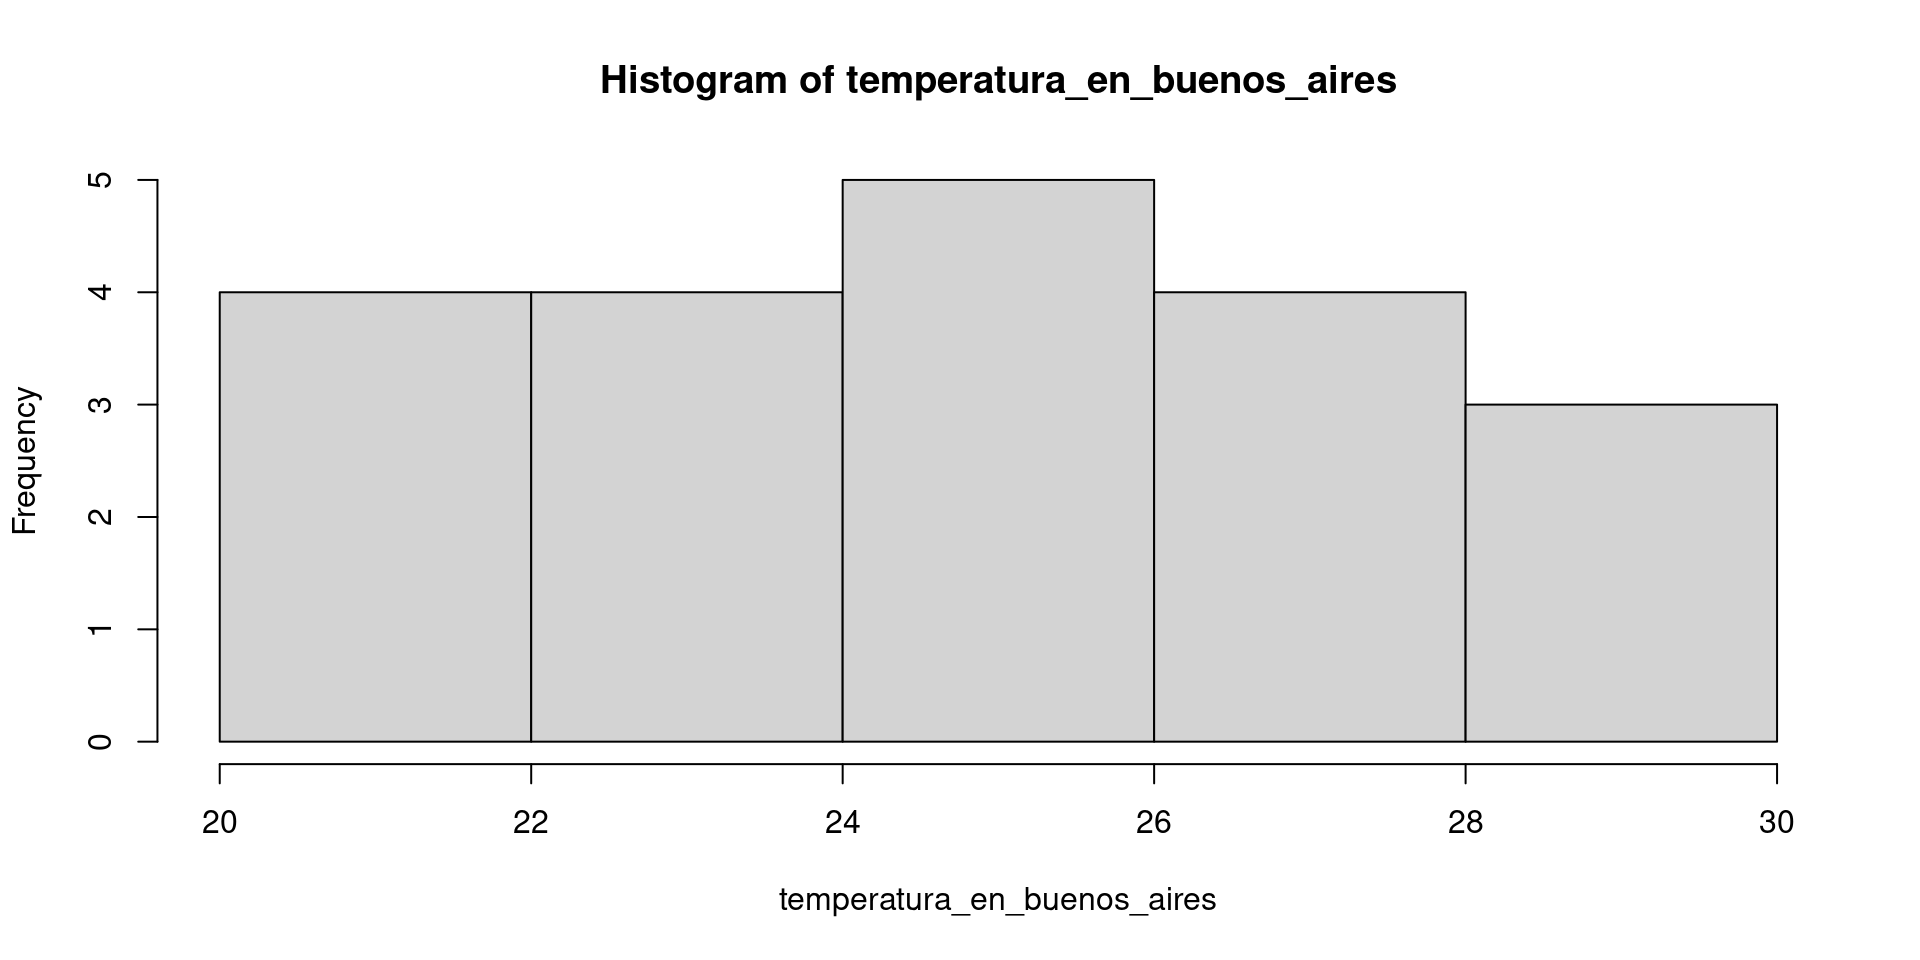 Histogram of temperatura_en_buenos_aires
Frequency
5
4
3
2
1
0
20 22 24 26 28 30
temperatura_en_buenos_aires